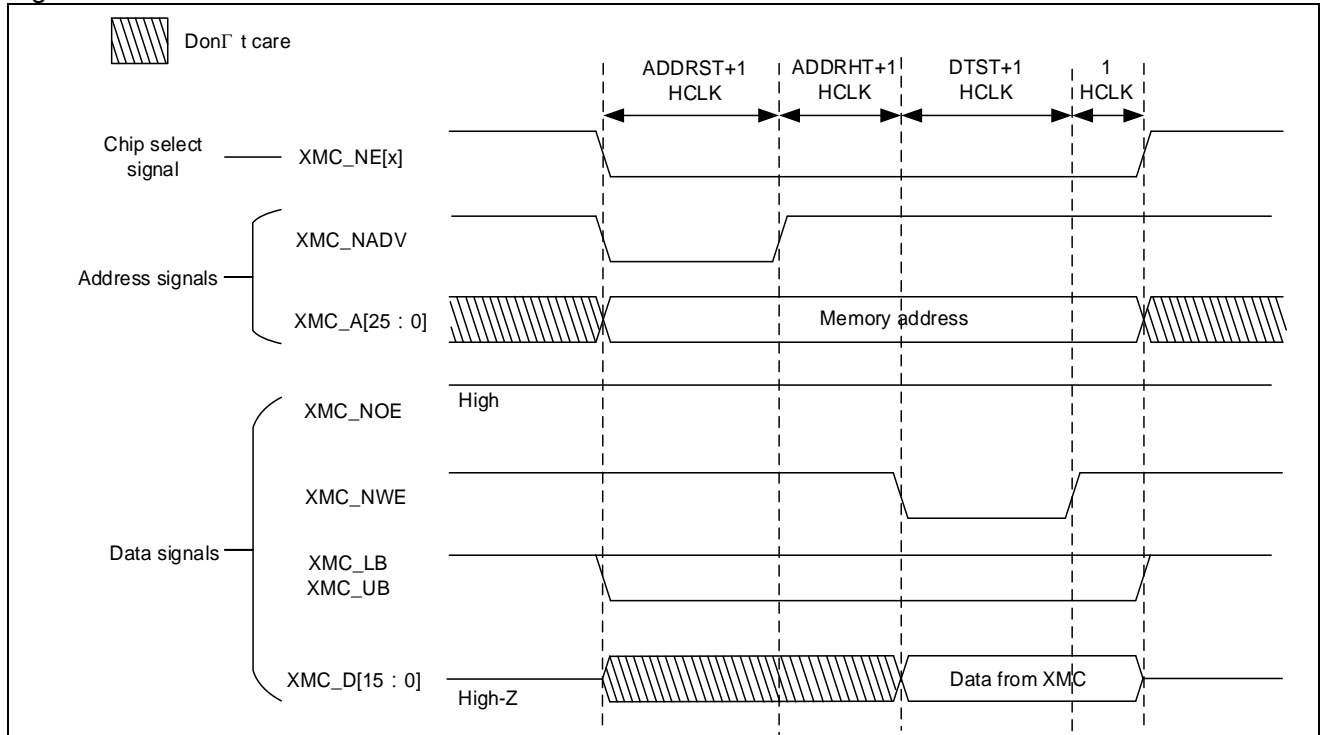 DonΓ t care
ADDRST+1 ADDRHT+1 DTST+1 1
HCLK HCLK HCLK HCLK
Chip select
signal
XMC_NE[x]
XMC_NADV
Address signals
XMC_A[25 : 0]
Memory address
High
XMC_NOE
XMC_NWE
Data signals
XMC_LB
XMC_UB
XMC_D[15 : 0]
Data from XMC
High-Z